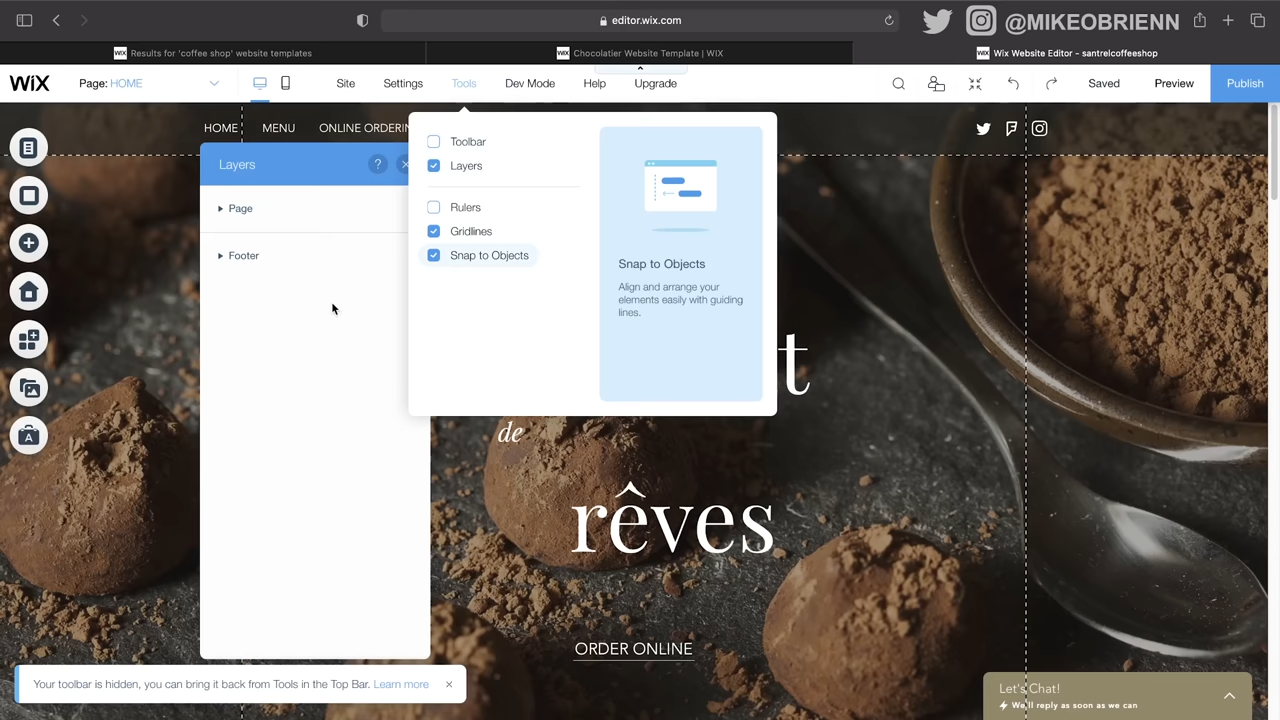 editor.wix.com
@MIKEOBRIENN
WiX Results for 'coffee shop' website templates
WiX Chocolatier Website Template | WIX
WiX Wix Website Editor - santrelcoffeeshop
WiX Page: HOME
Site Settings Tools Dev Mode Help Upgrade
Saved Preview Publish
HOME MENU ONLINE ORDERIN
Layers ?
Page
Footer
Toolbar
Layers
Rulers
Gridlines
Snap to Objects
Snap to Objects
Align and arrange your
elements easily with guiding
lines.
t
de
rêves
ORDER ONLINE
A
Your toolbar is hidden, you can bring it back from Tools in the Top Bar. Learn more
Let's Chat!
We'll reply as soon as we can